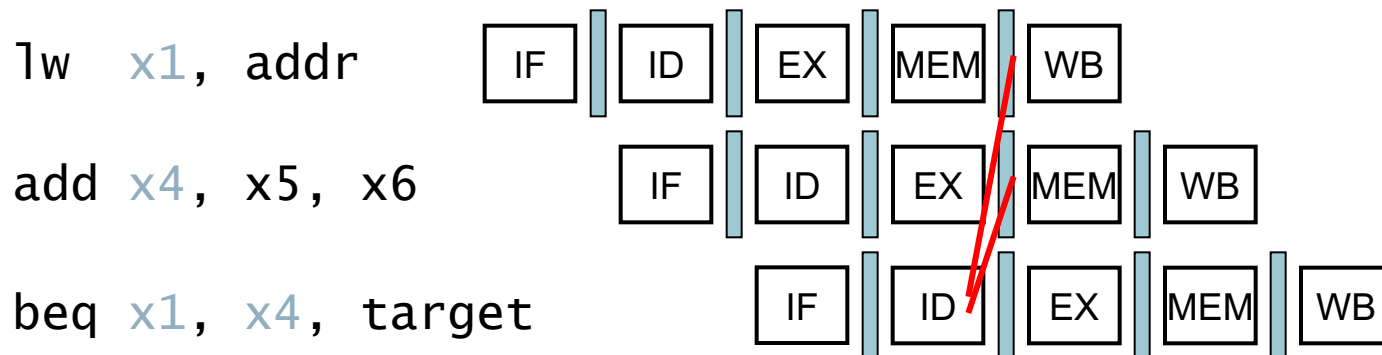 lw x1, addr IF ID EX MEM WB
add x4, x5, x6 IF ID EX MEM WB
beq x1, x4, target IF ID EX MEM WB